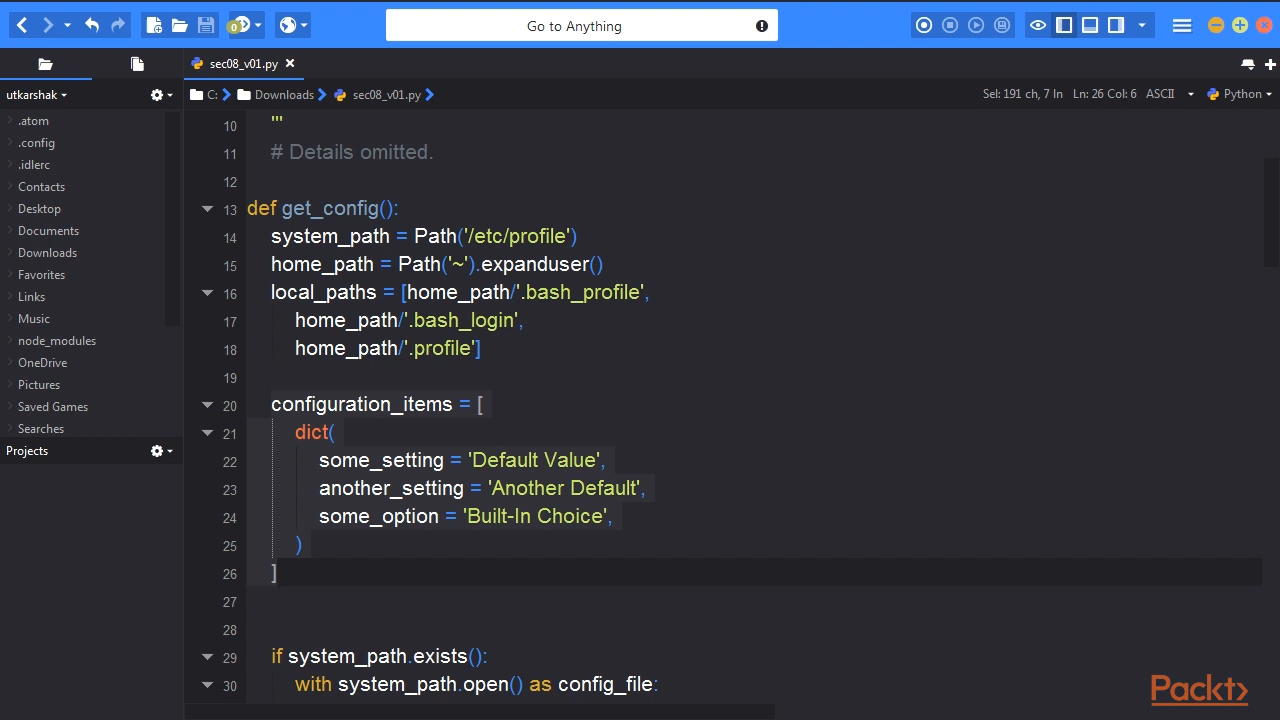 Go to Anything
0
sec08_v01.py
utkarshak
C:
Downloads
sec08_v01.py
Sel: 191 ch, 7 ln
Ln: 26 Col: 6
ASCII
Python
.atom
.config
.idlerc
Contacts
Desktop
Documents
Downloads
Favorites
Links
Music
node_modules
OneDrive
Pictures
Saved Games
Searches
Projects
10 '''
11 # Details omitted.
12
13 def get_config():
14 system_path = Path('/etc/profile')
15 home_path = Path('~').expanduser()
16 local_paths = [home_path/'.bash_profile',
17 home_path/'.bash_login',
18 home_path/'.profile']
19
20 configuration_items = [
21 dict(
22 some_setting = 'Default Value',
23 another_setting = 'Another Default',
24 some_option = 'Built-In Choice',
25 )
26 ]
27
28
29 if system_path.exists():
30 with system_path.open() as config_file:
Packt>